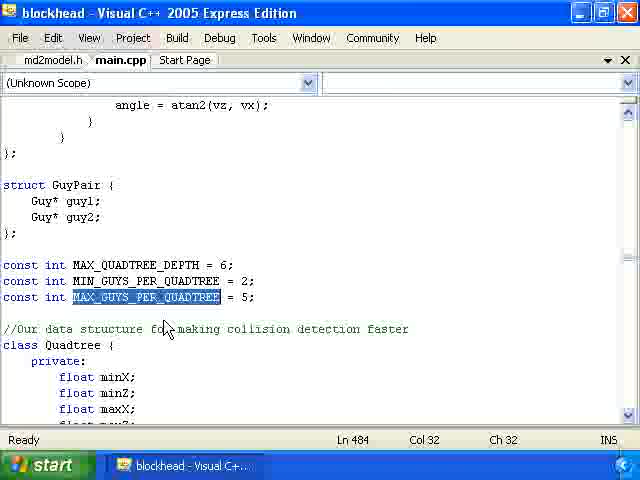 blockhead - Visual C++ 2005 Express Edition
File Edit View Project Build Debug Tools Window Community Help
md2model.h main.cpp Start Page
(Unknown Scope)
angle = atan2(vz, vx);
}
}
};
struct GuyPair {
Guy* guy1;
Guy* guy2;
};
const int MAX_QUADTREE_DEPTH = 6;
const int MIN_GUYS_PER_QUADTREE = 2;
const int MAX_GUYS_PER_QUADTREE = 5;
//Our data structure for making collision detection faster
class Quadtree {
private:
float minX;
float minZ;
float maxX;
float maxZ;
Ready Ln 484 Col 32 Ch 32 INS
start blockhead - Visual C++...